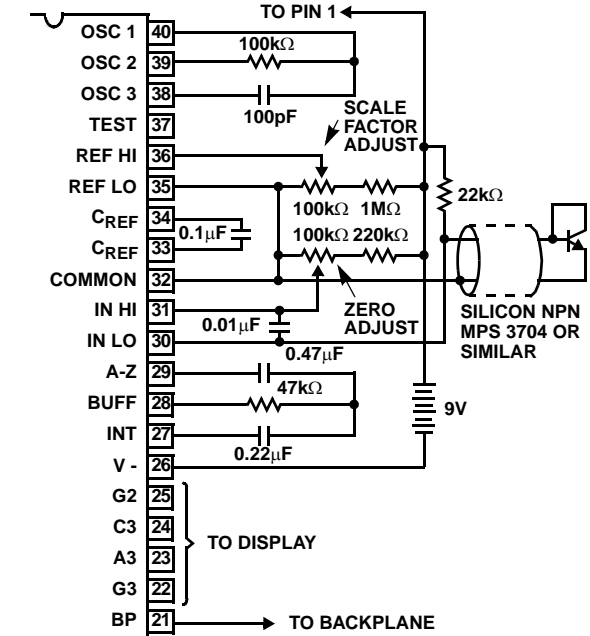 TO PIN 1
OSC 1 40
100kΩ
OSC 2 39
OSC 3 38
100pF
TEST 37
SCALE
FACTOR
ADJUST
REF HI 36
REF LO 35
100kΩ 1MΩ
22kΩ
CREF 34
0.1μF
100kΩ 220kΩ
CREF 33
COMMON 32
IN HI 31
0.01μF
ZERO
ADJUST
SILICON NPN
MPS 3704 OR
SIMILAR
IN LO 30
0.47μF
A-Z 29
47kΩ
BUFF 28
9V
INT 27
0.22μF
V - 26
G2 25
C3 24
TO DISPLAY
A3 23
G3 22
BP 21
TO BACKPLANE